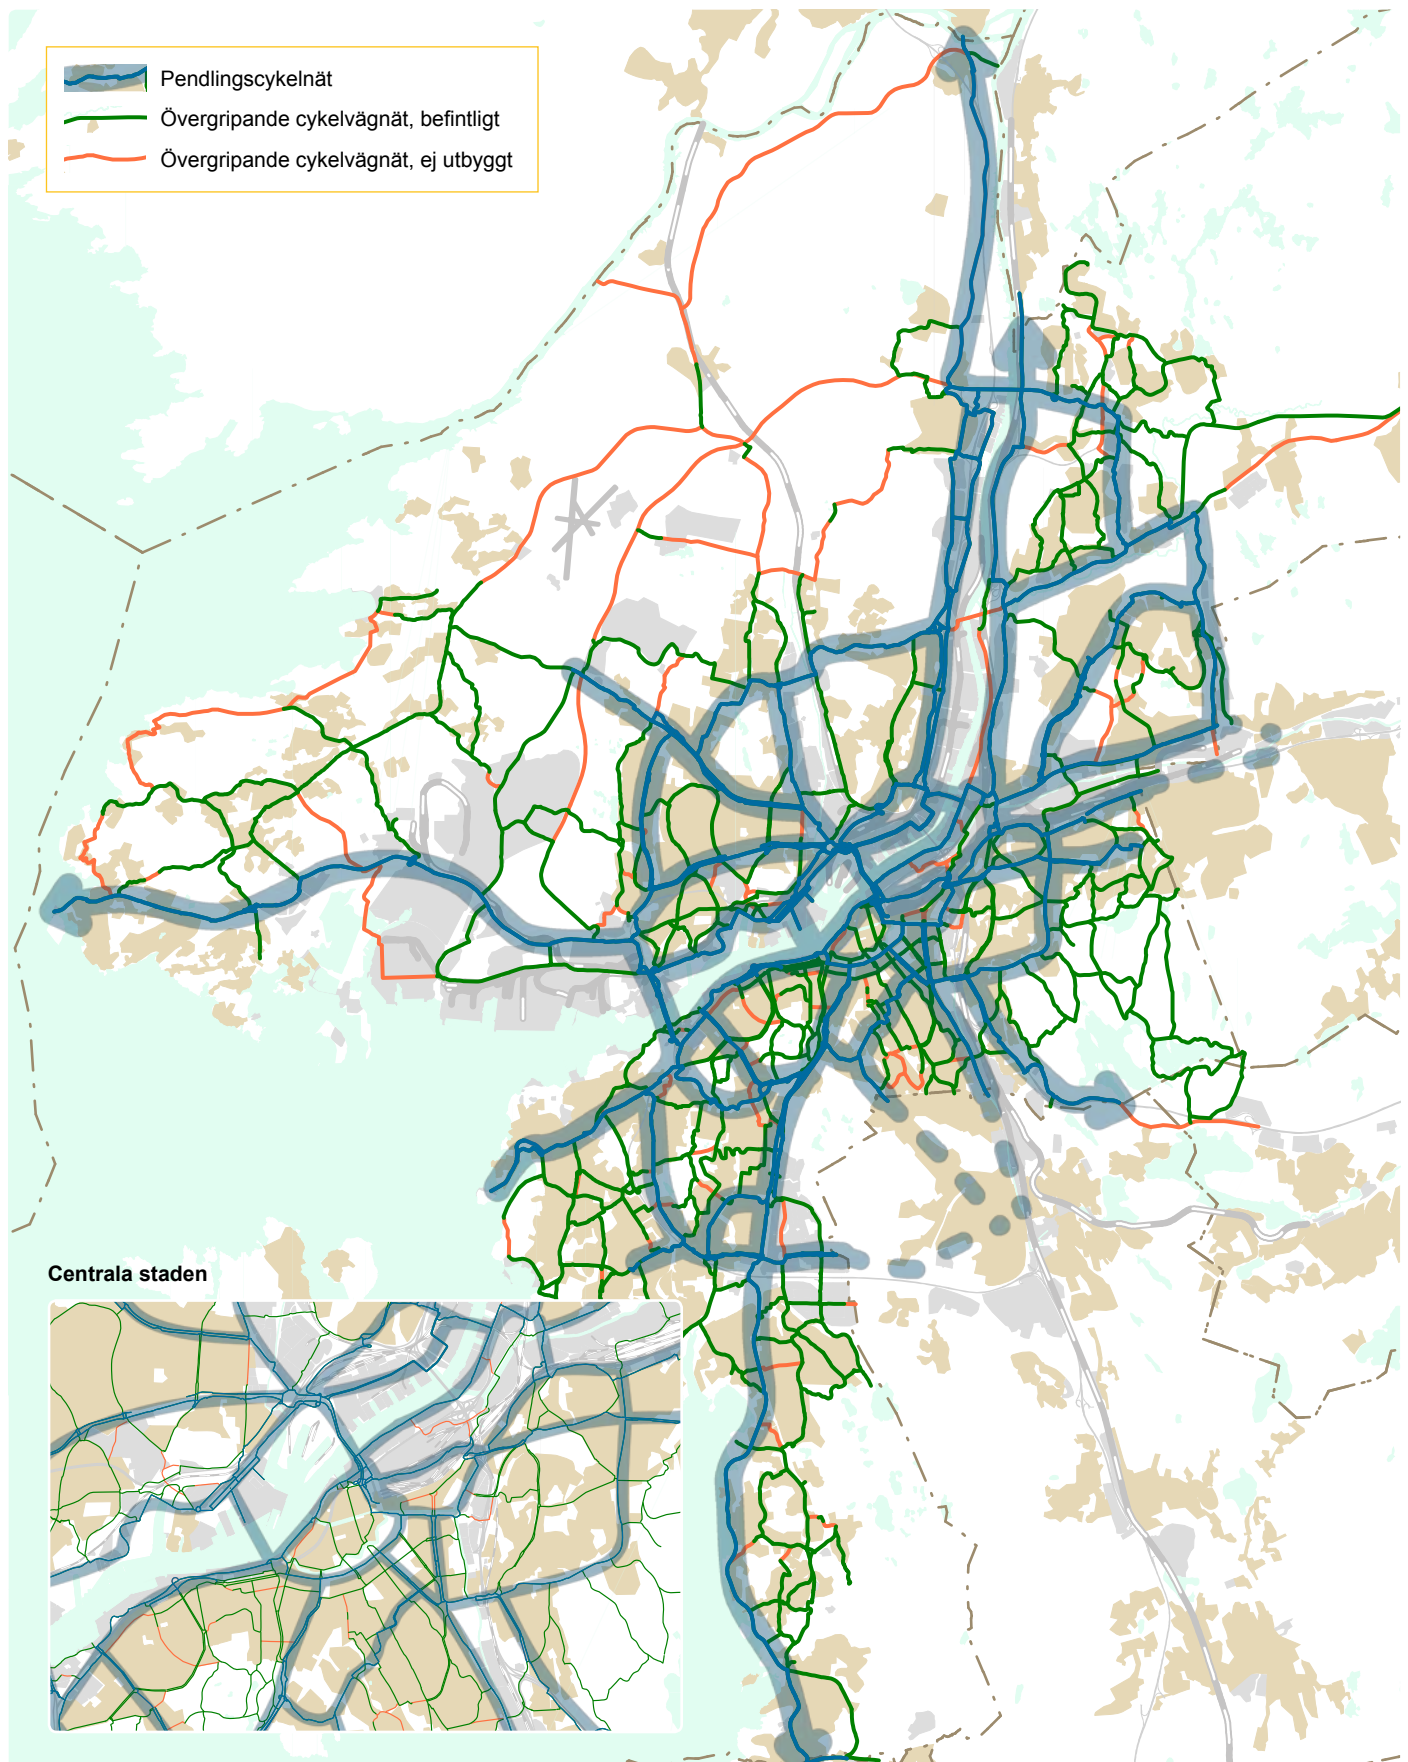 Pendlingscykelnät
Övergripande cykelvägnät, befintligt
Övergripande cykelvägnät, ej utbyggt
Centrala staden